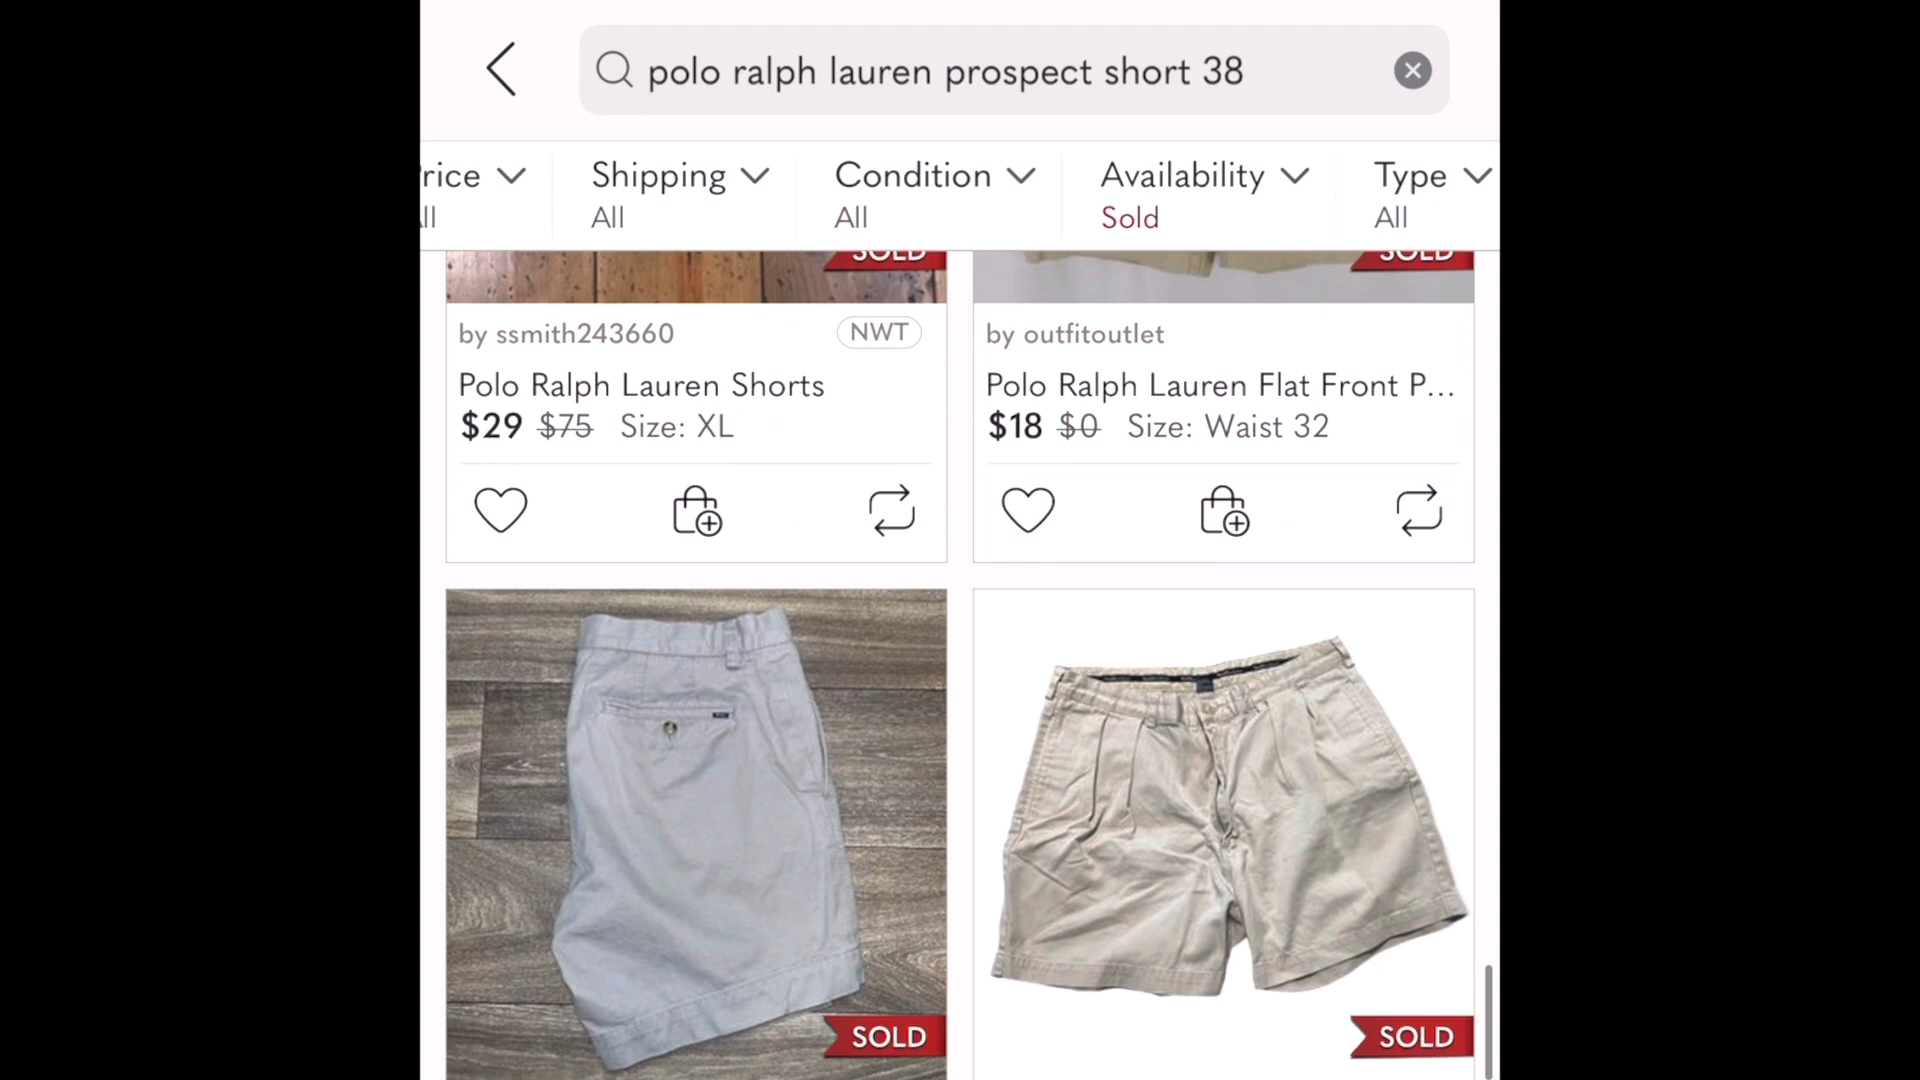 polo ralph lauren prospect short 38
rice Shipping Condition Availability Type
All All Sold All
SOLD SOLD
by ssmith243660 NWT
Polo Ralph Lauren Shorts
$29 $75 Size: XL
by outfitoutlet
Polo Ralph Lauren Flat Front P...
$18 $0 Size: Waist 32
SOLD
SOLD